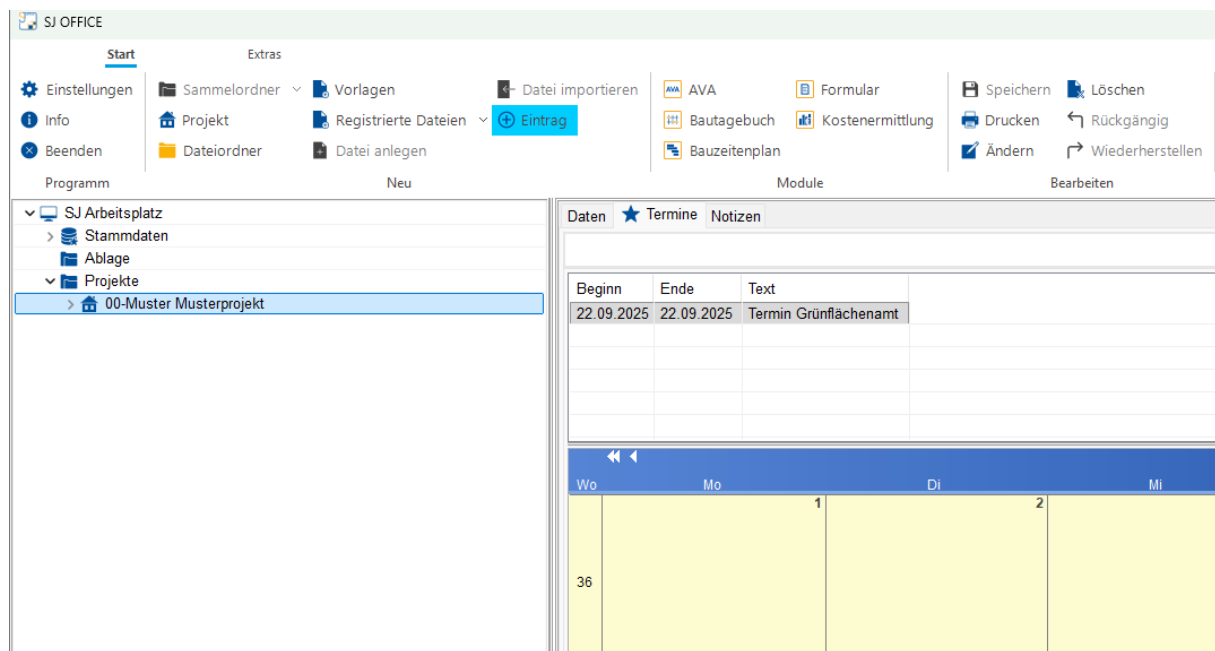 SJ OFFICE
Start Extras
Einstellungen Sammelordner Vorlagen Datei importieren AVA AVA Formular Speichern Löschen
Info Projekt Registrierte Dateien Eintrag Bautagebuch Kostenermittlung Drucken Rückgängig
Beenden Dateiordner Datei anlegen Bauzeitenplan Ändern Wiederherstellen
Programm Neu Module Bearbeiten
SJ Arbeitsplatz
Stammdaten
Ablage
Projekte
00-Muster Musterprojekt
Daten Termine Notizen
Beginn Ende Text
22.09.2025 22.09.2025 Termin Grünflächenamt
Wo Mo Di Mi
1 2
36